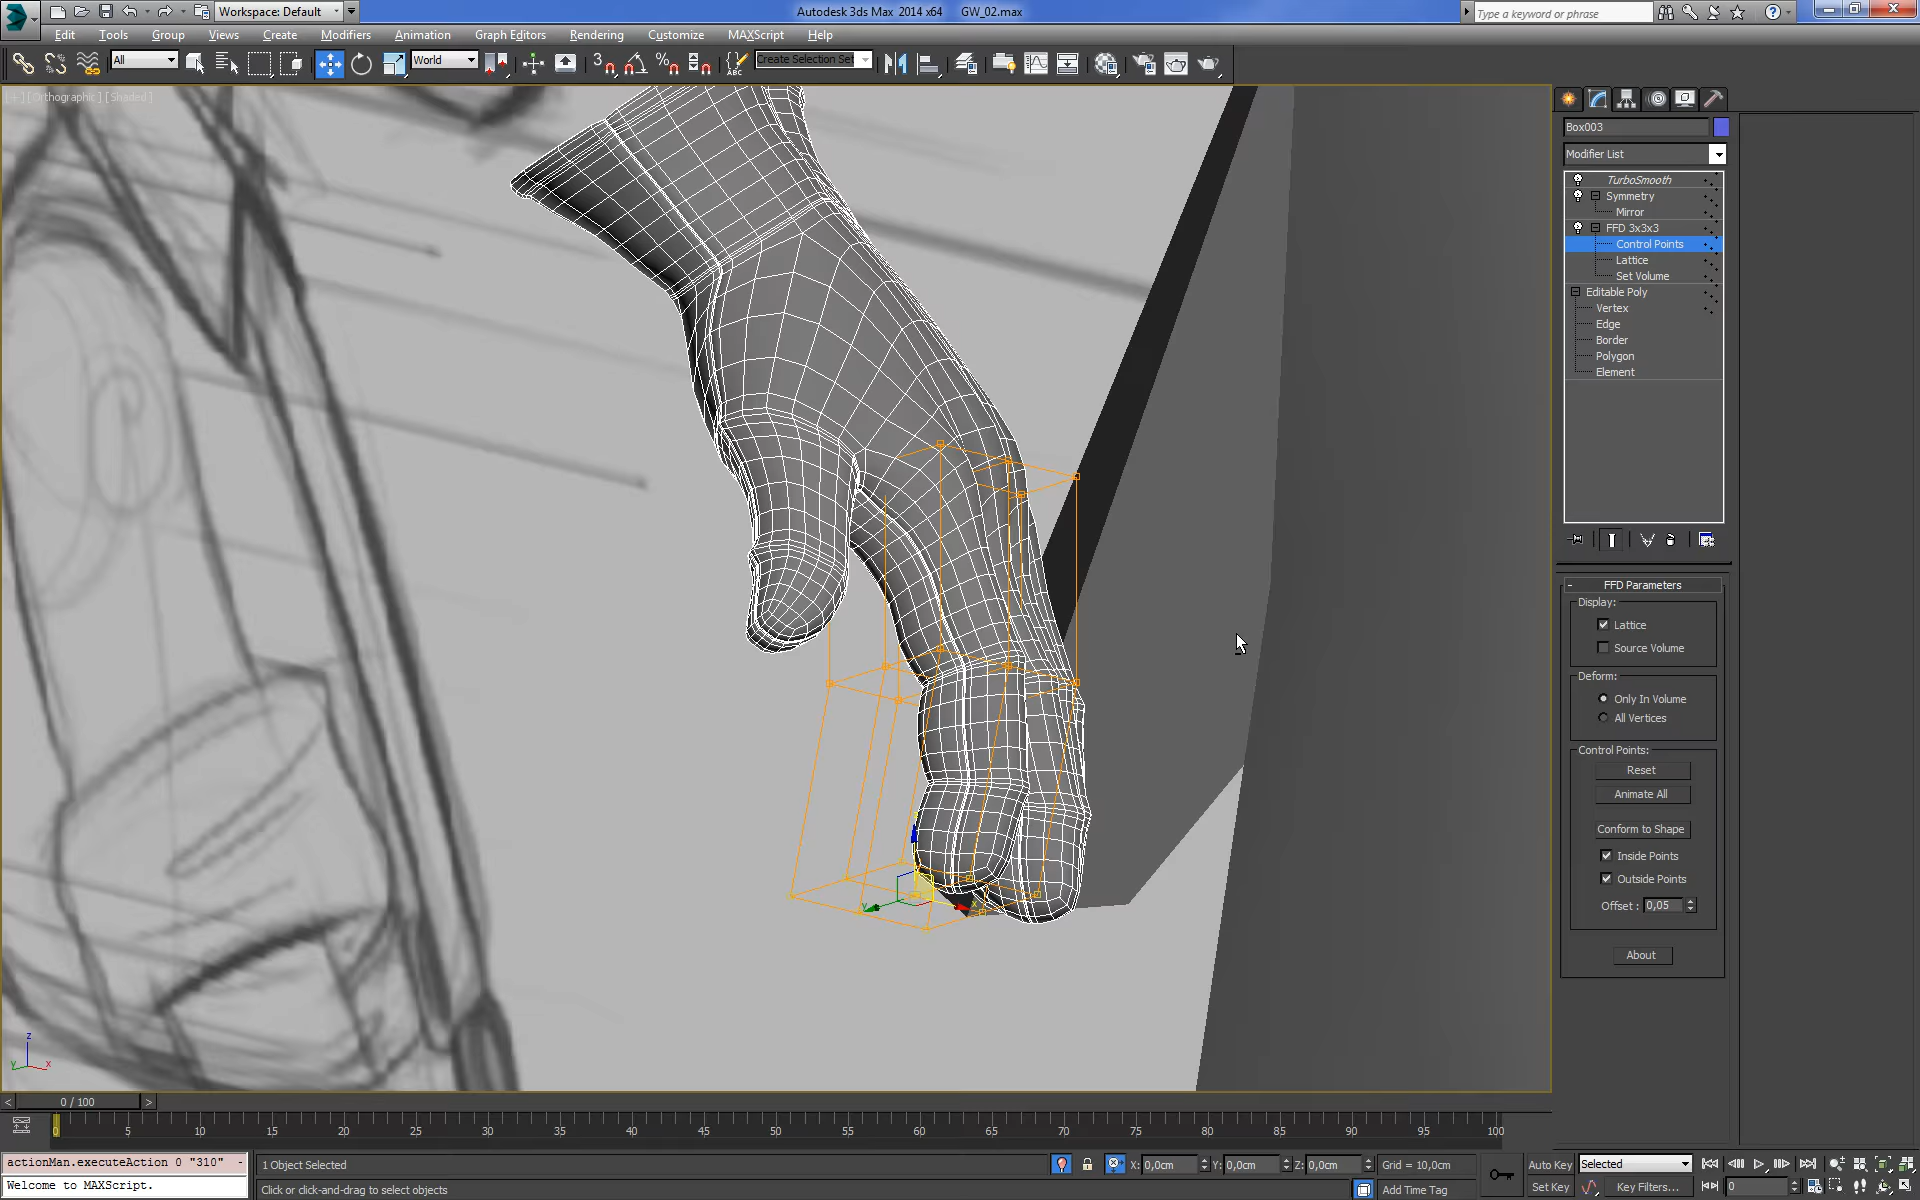 Workspace: Default
Autodesk 3ds Max 2014 x64 GW_02.max
Type a keyword or phrase
Edit Tools Group Views Create Modifiers Animation Graph Editors Rendering Customize MAXScript Help
All
World
3
Create Selection Set
ABC
[+] [Orthographic] [Shaded]
Box003
Modifier List
TurboSmooth
Symmetry
Mirror
FFD 3x3x3
Control Points
Lattice
Set Volume
Editable Poly
Vertex
Edge
Border
Polygon
Element
- FFD Parameters
Display:
Lattice
Source Volume
Deform:
Only In Volume
All Vertices
Control Points:
Reset
Animate All
Conform to Shape
Inside Points
Outside Points
Offset : 0,05
About
z
y
x
y
x
< 0 / 100 >
0 5 10 15 20 25 30 35 40 45 50 55 60 65 70 75 80 85 90 95 100
actionMan.executeAction 0 "310" -
Welcome to MAXScript.
1 Object Selected
Click or click-and-drag to select objects
X: 0,0cm Y: 0,0cm Z: 0,0cm
Grid = 10,0cm
Add Time Tag
Auto Key Selected
Set Key Key Filters...
0